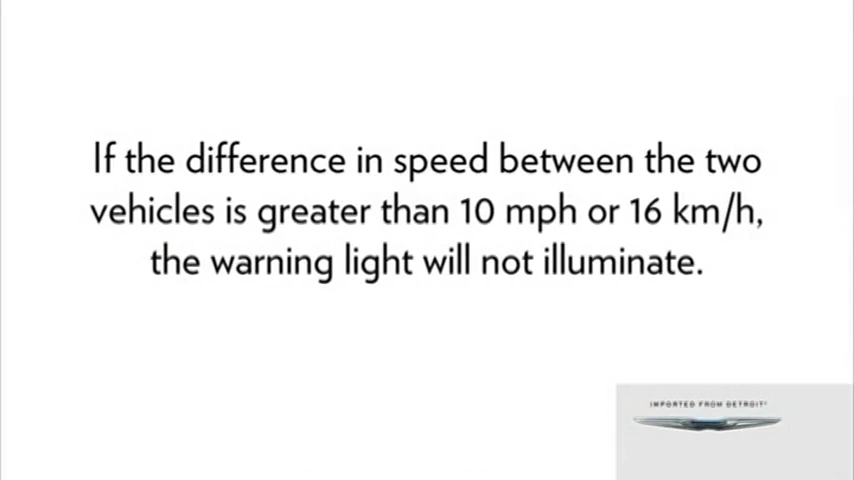 If the difference in speed between the two
vehicles is greater than 10 mph or 16 km/h,
the warning light will not illuminate.
IMPORTED FROM DETROIT